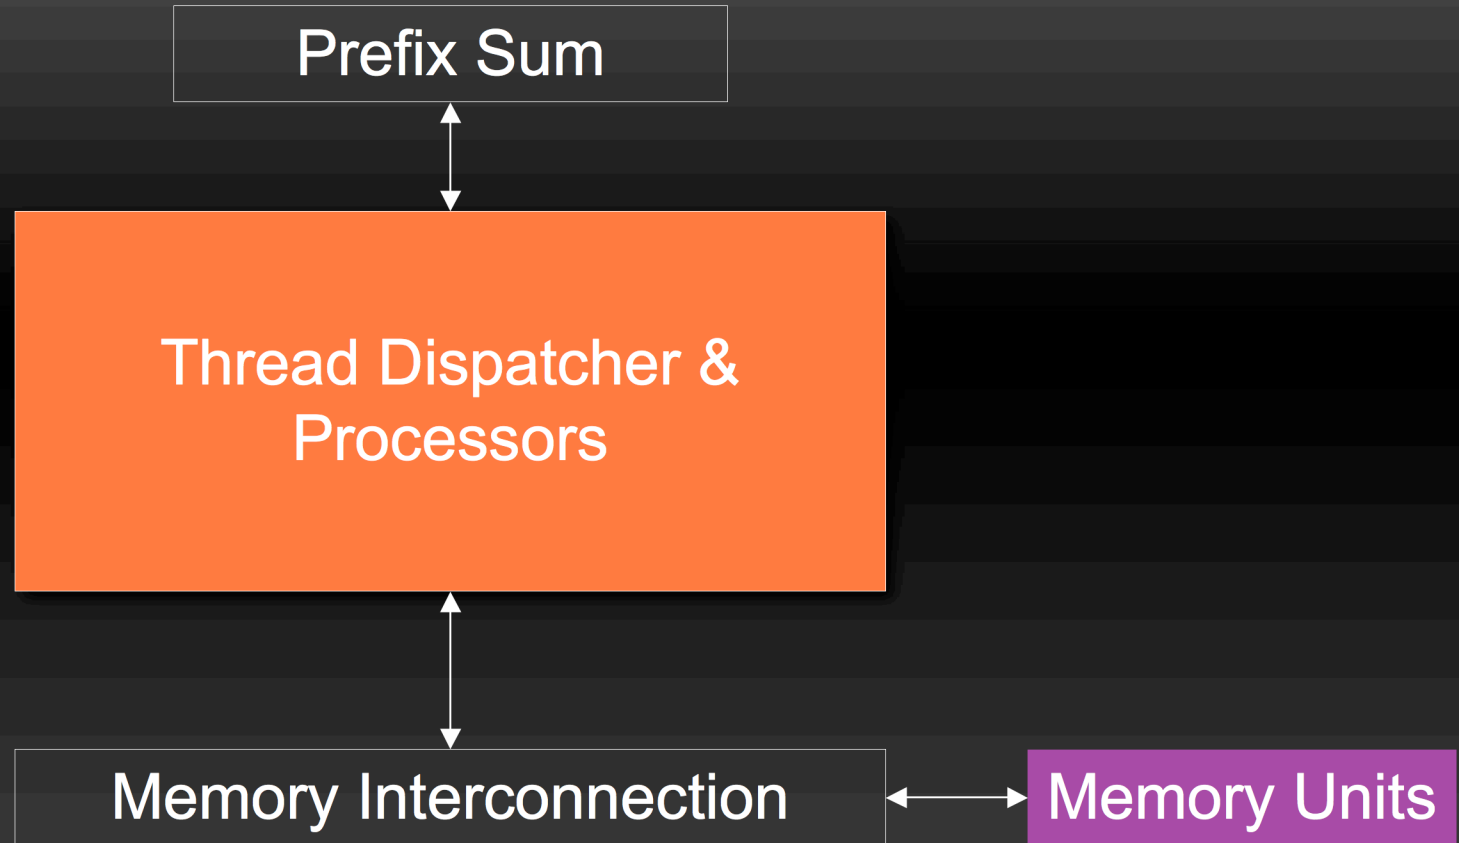 Prefix Sum
Thread Dispatcher &
Processors
Memory Interconnection
Memory Units